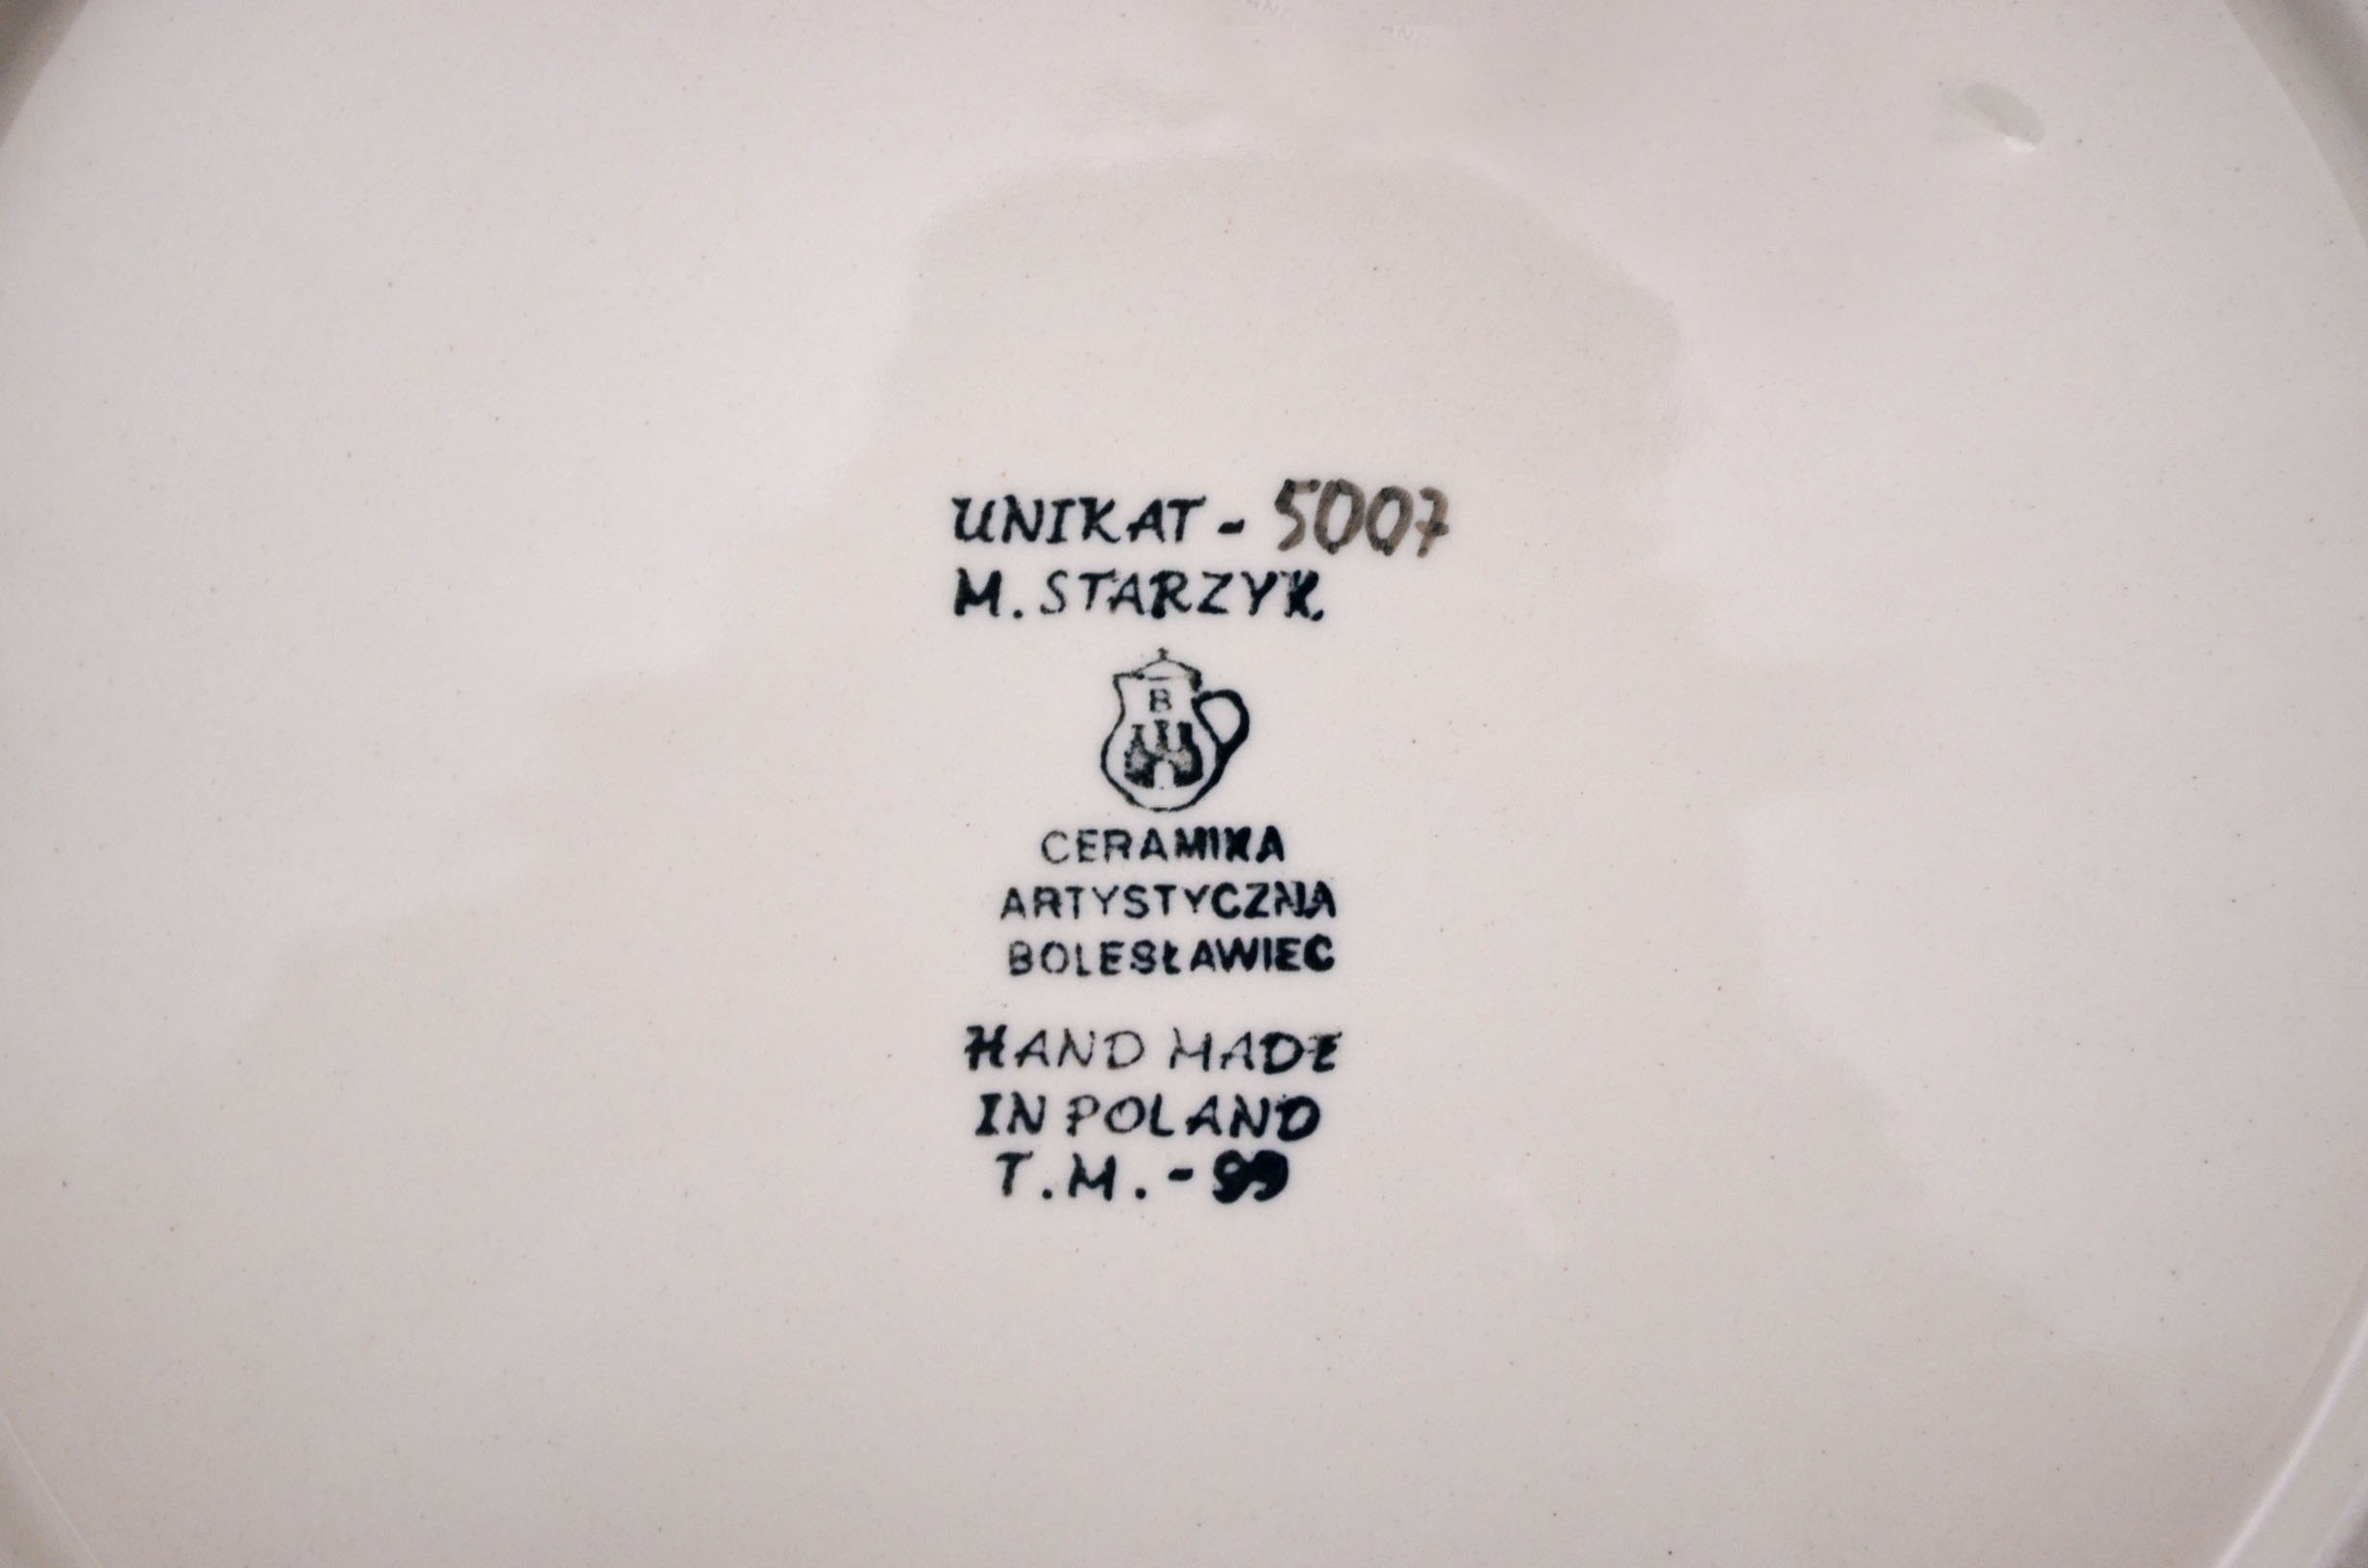 UNIKAT - 5007
M. STARZYK
B
CERAMIKA
ARTYSTYCZNA
BOLESŁAWIEC
HAND MADE
IN POLAND
T.M. - 99